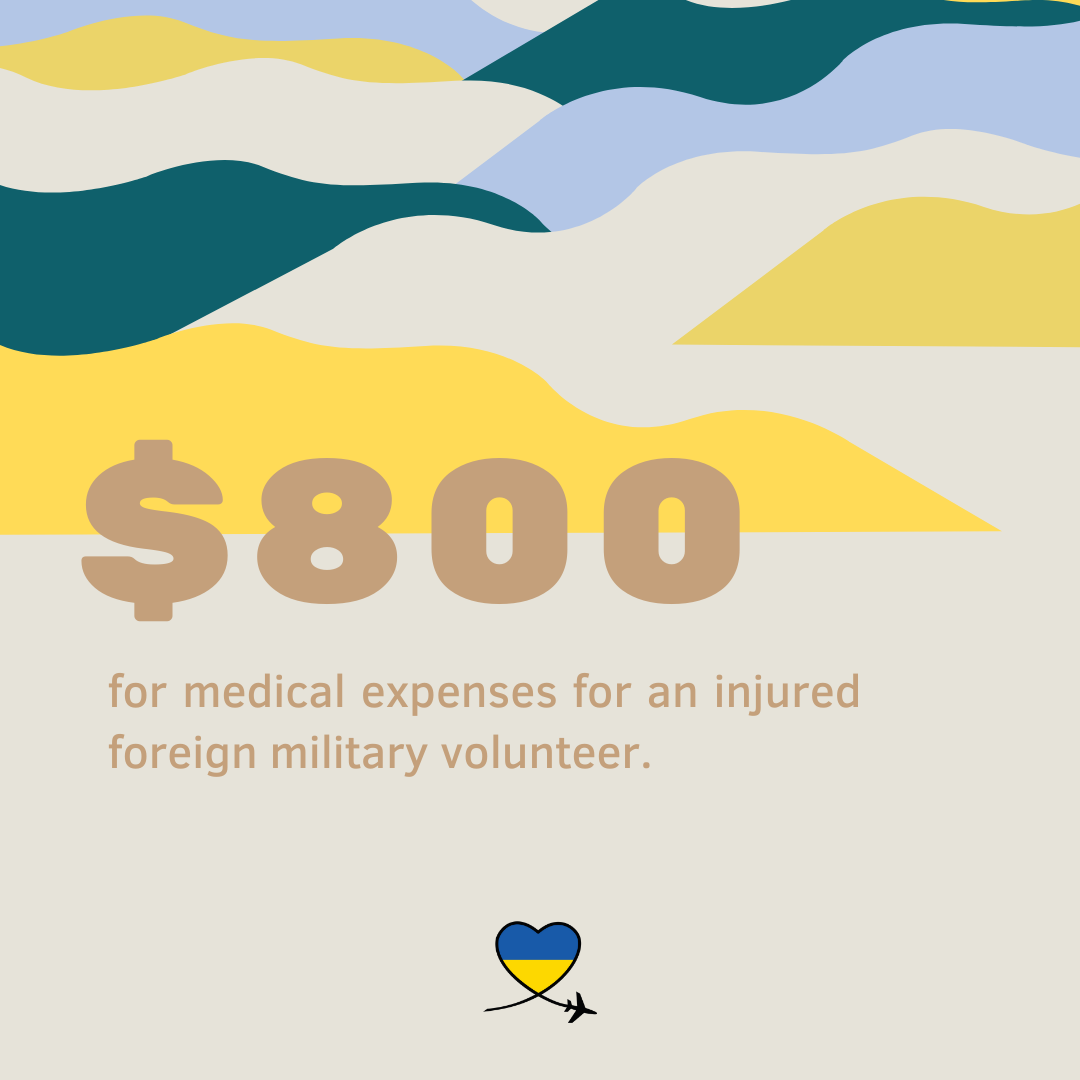 $800
for medical expenses for an injured
foreign military volunteer.